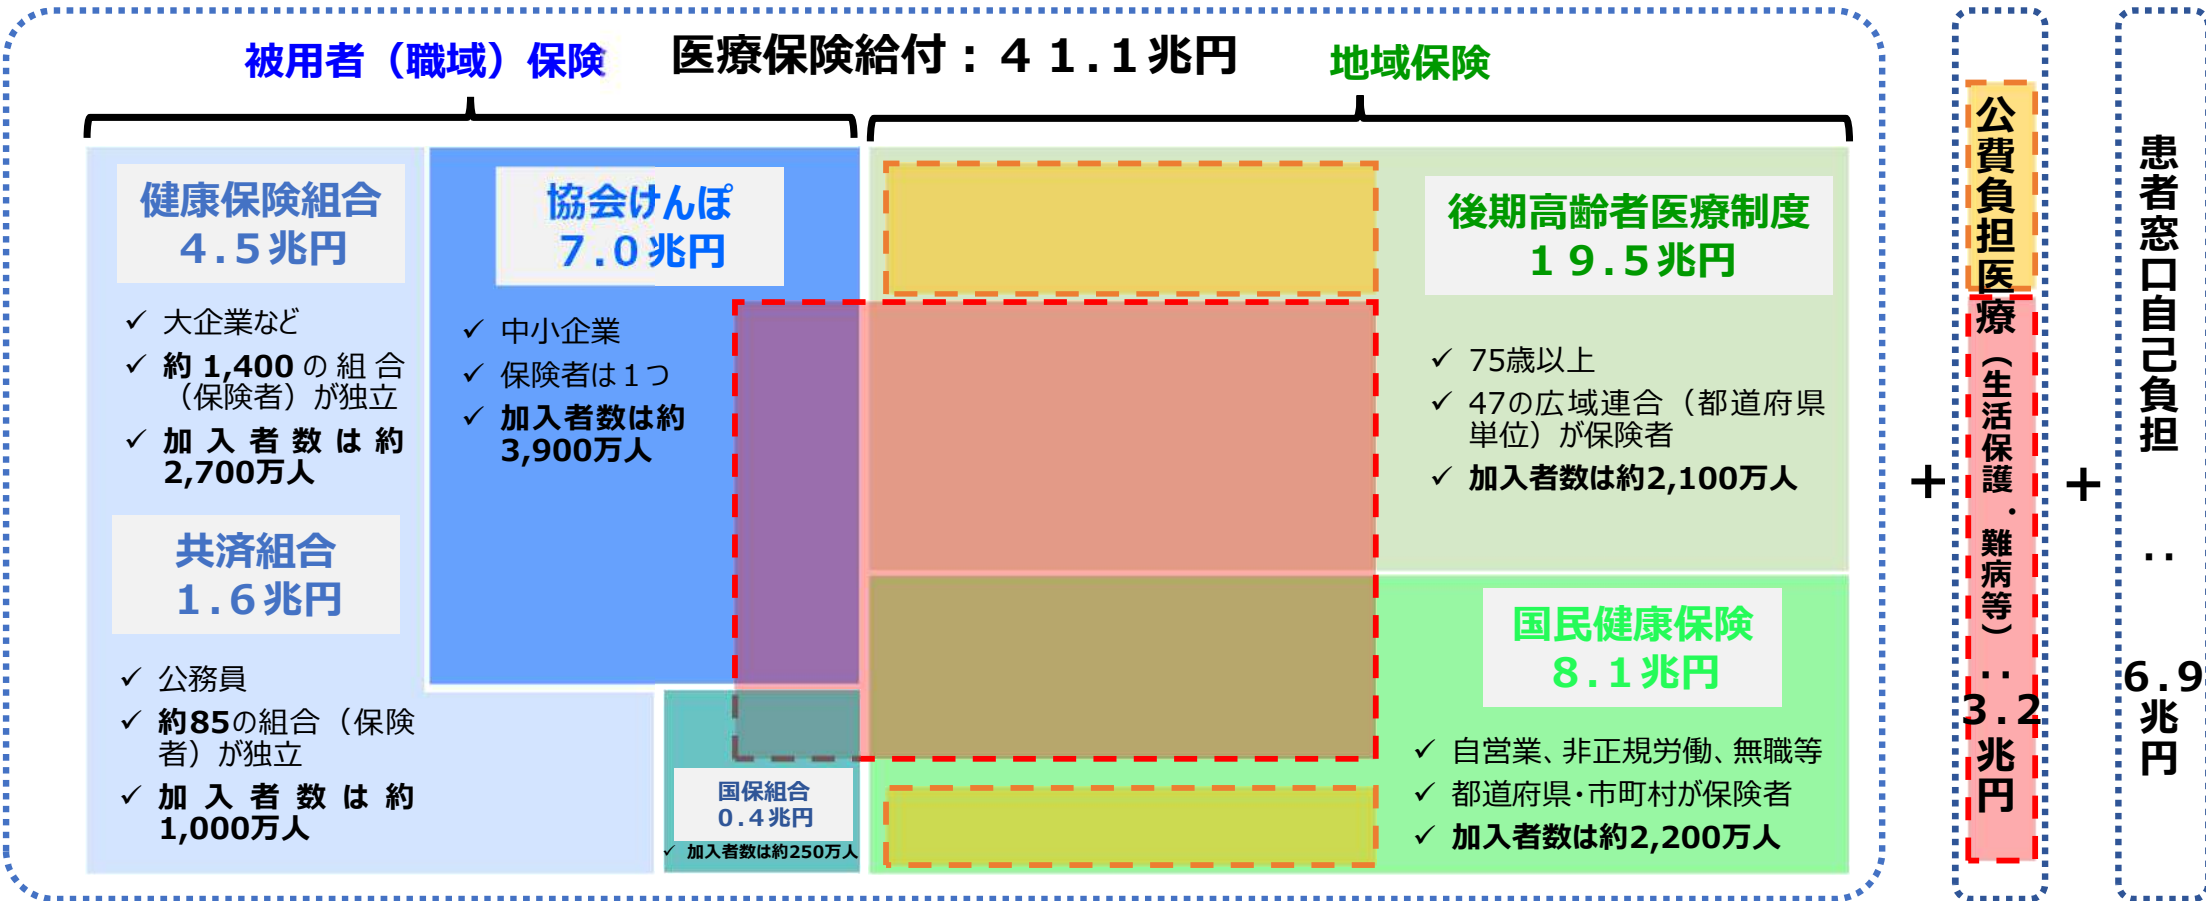 被用者（職域）保険
医療保険給付：４１.１兆円
地域保険
健康保険組合
４.５兆円
✓ 大企業など
✓ 約1,400の組合
（保険者）が独立
✓ 加入者数は約
2,700万人
共済組合
１.６兆円
✓ 公務員
✓ 約85の組合（保険
者）が独立
✓ 加入者数は約
1,000万人
協会けんぽ
７.０兆円
✓ 中小企業
✓ 保険者は１つ
✓ 加入者数は約
3,900万人
国保組合
０.４兆円
✓ 加入者数は約250万人
後期高齢者医療制度
１９.５兆円
✓ 75歳以上
✓ 47の広域連合（都道府県
単位）が保険者
✓ 加入者数は約2,100万人
国民健康保険
８.１兆円
✓ 自営業、非正規労働、無職等
✓ 都道府県・市町村が保険者
✓ 加入者数は約2,200万人
＋
公費負担医療（生活保護・難病等）：3.2兆円
＋
患者窓口自己負担：6.9兆円